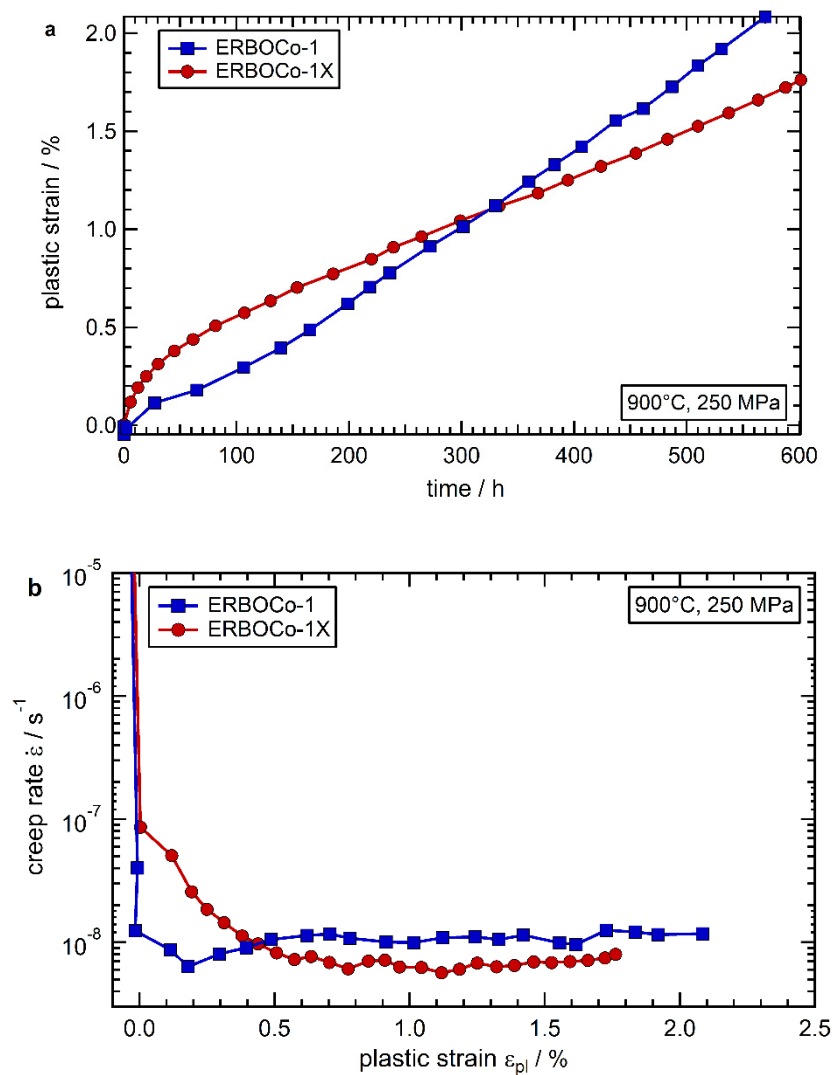 a
ERBOCo-1
ERBOCo-1X
2.0
1.5
1.0
0.5
0.0
plastic strain / %
900°C, 250 MPa
0 100 200 300 400 500 600
time / h
b
ERBOCo-1
ERBOCo-1X
900°C, 250 MPa
10⁻⁵
10⁻⁶
10⁻⁷
10⁻⁸
creep rate ε̇ / s⁻¹
0.0 0.5 1.0 1.5 2.0 2.5
plastic strain εpl / %